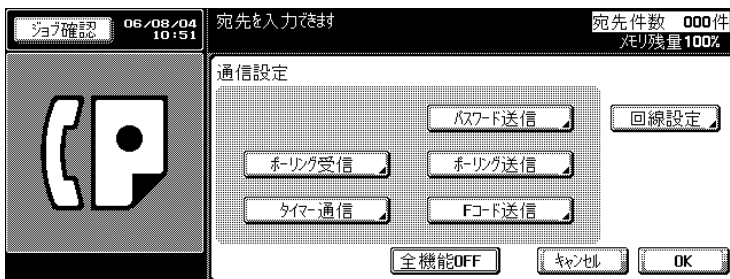 ジョブ確認
06/08/04
10:51
宛先を入力できます
宛先件数 000件
メモリ残量100%
通信設定
パスワード送信
回線設定
ポーリング受信
ポーリング送信
タイマー通信
Fコード送信
全機能OFF
キャンセル
OK